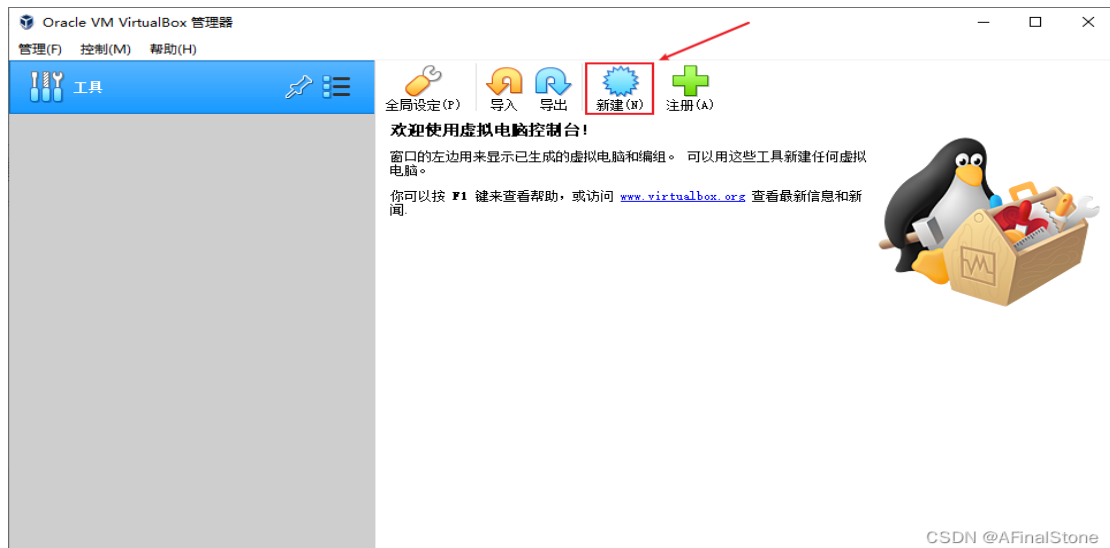 Oracle VM VirtualBox 管理器
管理(F) 控制(M) 帮助(H)
工具
全局设定(P) 导入 导出 新建(N) 注册(A)
欢迎使用虚拟电脑控制台!
窗口的左边用来显示已生成的虚拟电脑和编组。 可以用这些工具新建任何虚拟
电脑。
你可以按 F1 键来查看帮助，或访问 www.virtualbox.org 查看最新信息和新
闻.
CSDN @AFinalStone